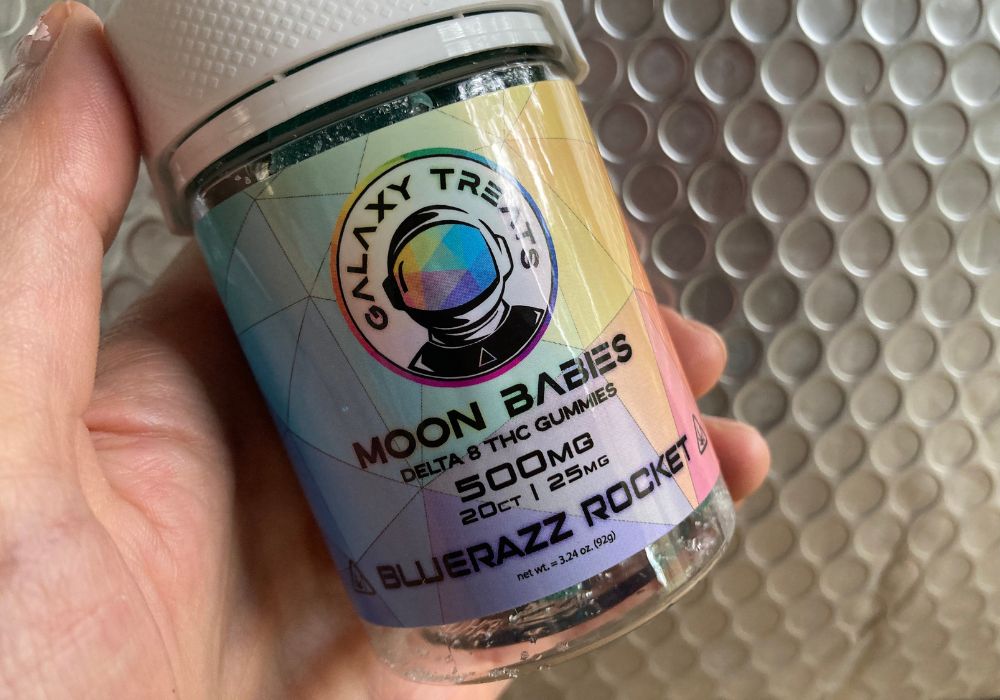 GALAXY TREATS
MOON BABIES
DELTA 8 THC GUMMIES
500MG
20CT | 25MG
BLUERAZZ ROCKET
net wt. = 3.24 oz. (92g)